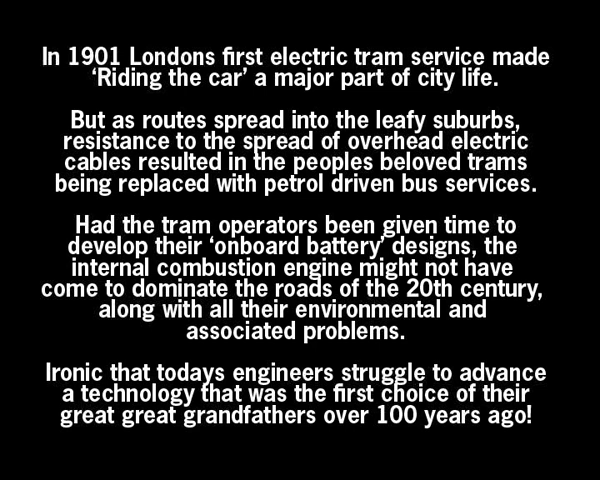 In 1901 Londons first electric tram service made
‘Riding the car’ a major part of city life.
But as routes spread into the leafy suburbs,
resistance to the spread of overhead electric
cables resulted in the peoples beloved trams
being replaced with petrol driven bus services.
Had the tram operators been given time to
develop their ‘onboard battery’ designs, the
internal combustion engine might not have
come to dominate the roads of the 20th century,
along with all their environmental and
associated problems.
Ironic that todays engineers struggle to advance
a technology that was the first choice of their
great great grandfathers over 100 years ago!